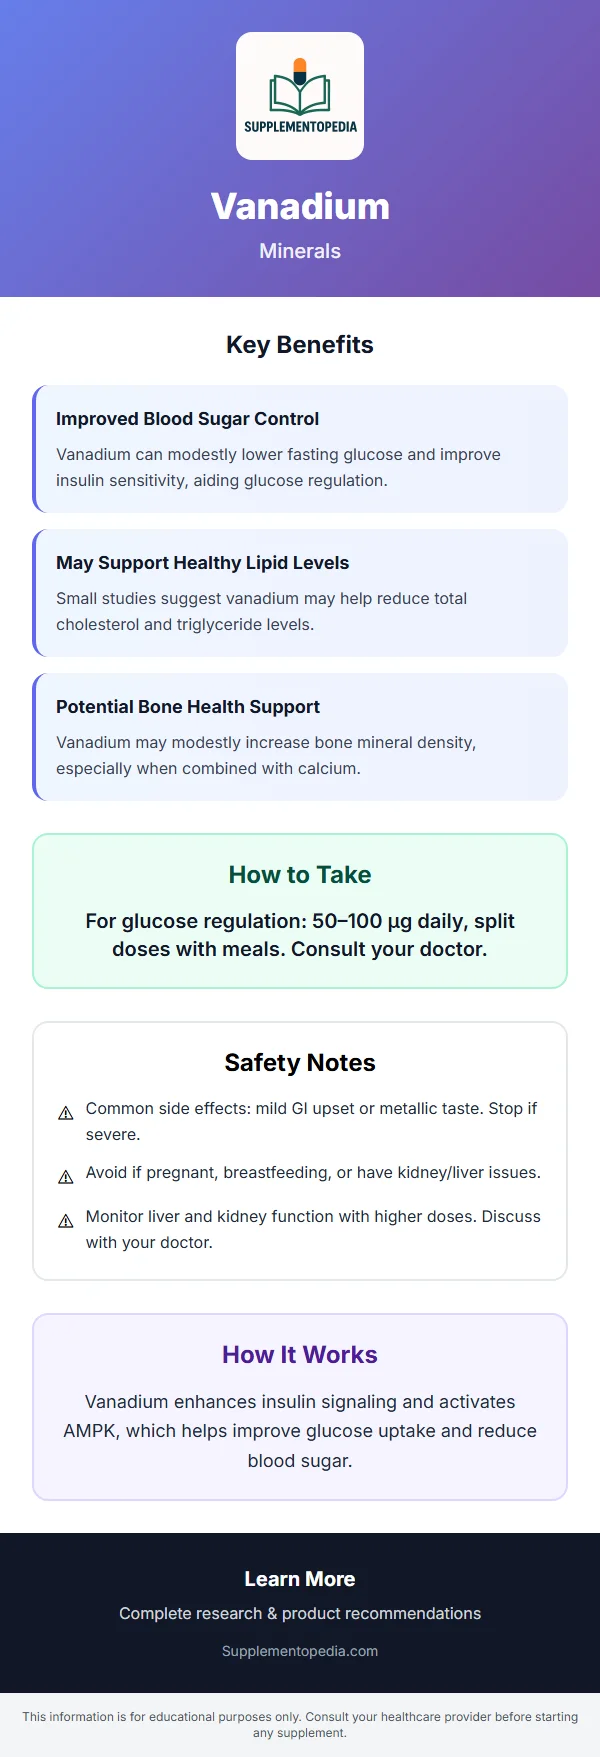 SUPPLEMENTOPEDIA
Vanadium
Minerals
Key Benefits
Improved Blood Sugar Control
Vanadium can modestly lower fasting glucose and improve
insulin sensitivity, aiding glucose regulation.
May Support Healthy Lipid Levels
Small studies suggest vanadium may help reduce total
cholesterol and triglyceride levels.
Potential Bone Health Support
Vanadium may modestly increase bone mineral density,
especially when combined with calcium.
How to Take
For glucose regulation: 50–100 µg daily, split
doses with meals. Consult your doctor.
Safety Notes
⚠ Common side effects: mild GI upset or metallic taste. Stop if
severe.
⚠ Avoid if pregnant, breastfeeding, or have kidney/liver issues.
⚠ Monitor liver and kidney function with higher doses. Discuss
with your doctor.
How It Works
Vanadium enhances insulin signaling and activates
AMPK, which helps improve glucose uptake and reduce
blood sugar.
Learn More
Complete research & product recommendations
Supplementopedia.com
This information is for educational purposes only. Consult your healthcare provider before starting
any supplement.